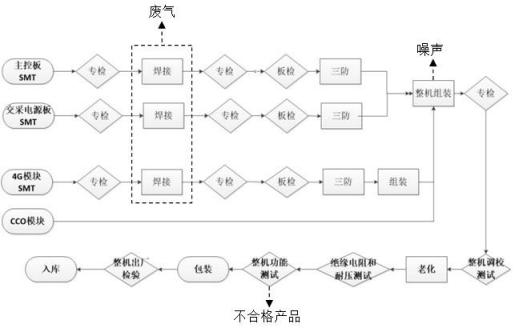 废气
噪声
主控板
SMT
专检
焊接
专检
板检
三防
整机组装
专检
交采电源板
SMT
专检
焊接
专检
板检
三防
4G模块
SMT
专检
焊接
专检
板检
三防
组装
CCO模块
入库
整机出厂
检验
包装
整机功能
测试
绝缘电阻和
耐压测试
老化
整机调校
测试
不合格产品